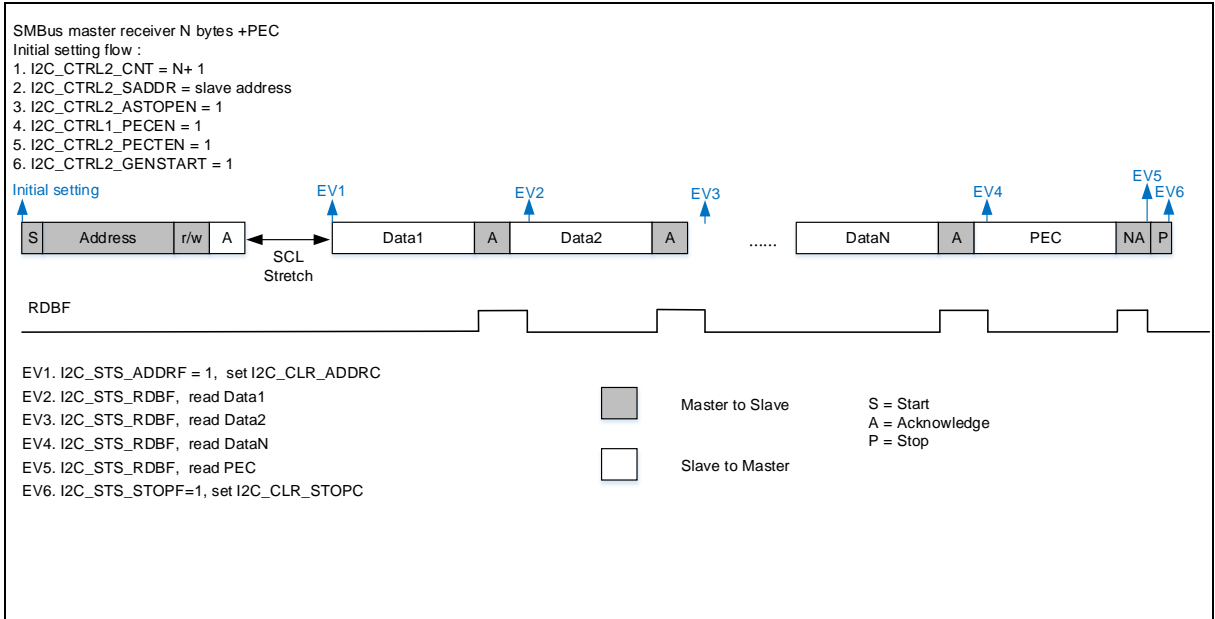 SMBus master receiver N bytes +PEC
Initial setting flow :
1. I2C_CTRL2_CNT = N+ 1
2. I2C_CTRL2_SADDR = slave address
3. I2C_CTRL2_ASTOPEN = 1
4. I2C_CTRL1_PECEN = 1
5. I2C_CTRL2_PECTEN = 1
6. I2C_CTRL2_GENSTART = 1
Initial setting EV1 EV2 EV3 EV4 EV5 EV6
S Address r/w A Data1 A Data2 A ...... DataN A PEC NA P
SCL
Stretch
RDBF
EV1. I2C_STS_ADDRF = 1, set I2C_CLR_ADDRC
EV2. I2C_STS_RDBF, read Data1
EV3. I2C_STS_RDBF, read Data2
EV4. I2C_STS_RDBF, read DataN
EV5. I2C_STS_RDBF, read PEC
EV6. I2C_STS_STOPF=1, set I2C_CLR_STOPC
Master to Slave
Slave to Master
S = Start
A = Acknowledge
P = Stop